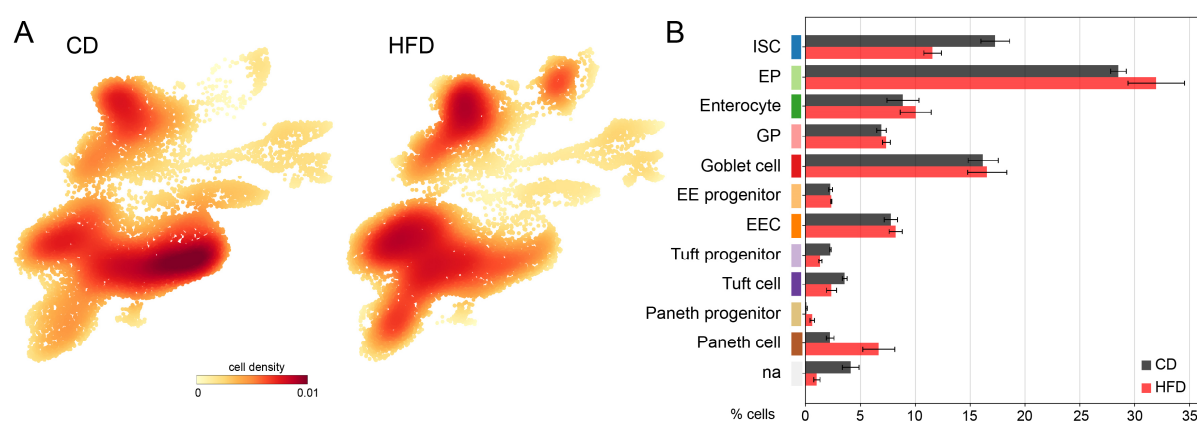 A
CD
HFD
cell density
0
0.01
B
ISC
EP
Enterocyte
GP
Goblet cell
EE progenitor
EEC
Tuft progenitor
Tuft cell
Paneth progenitor
Paneth cell
na
CD
HFD
% cells
0 5 10 15 20 25 30 35